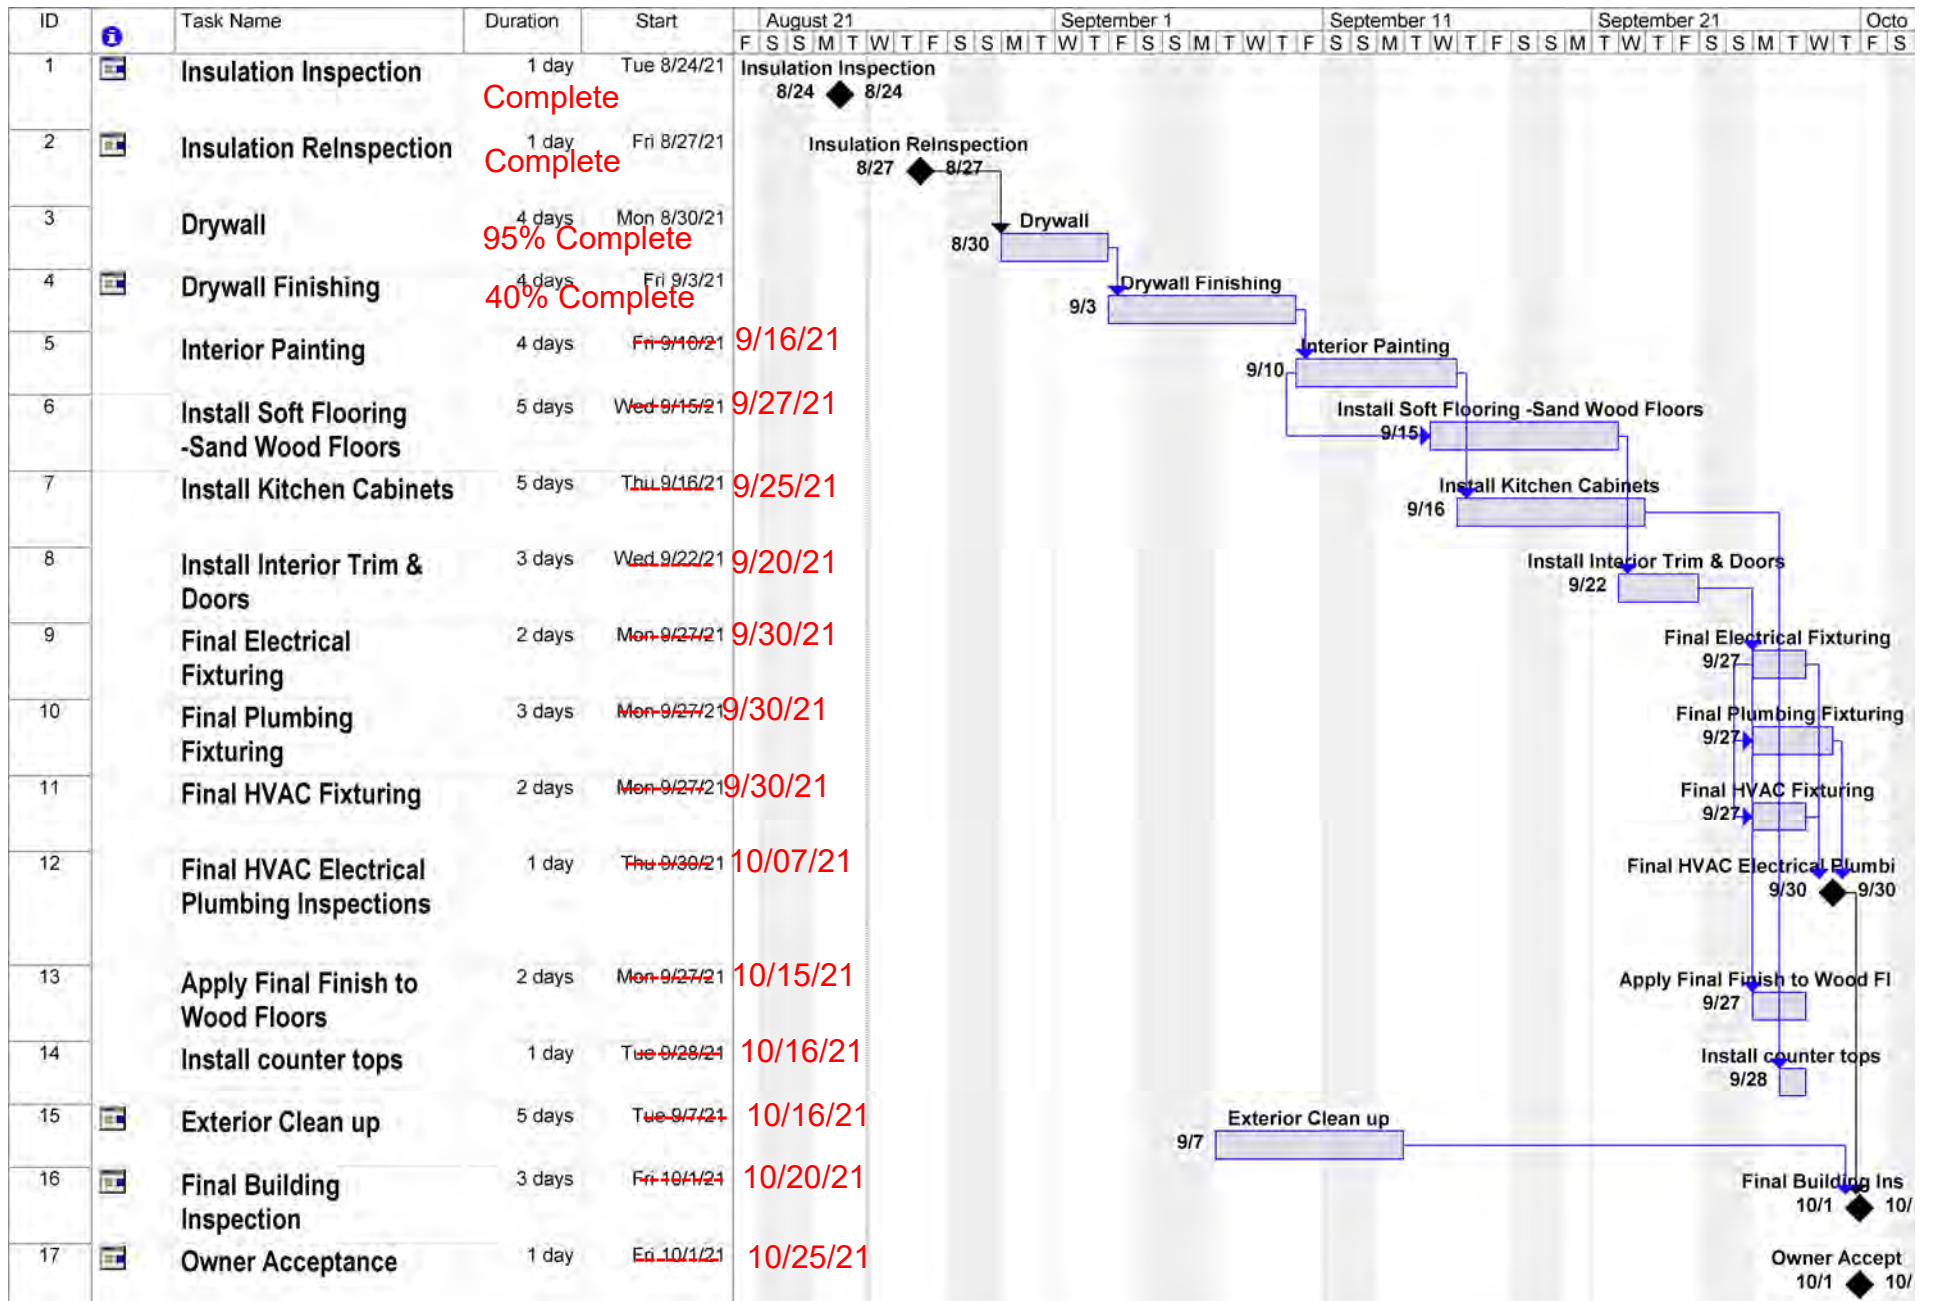 ID Task Name Duration Start August 21 September 1 September 11 September 21 Octo
F S S M T W T F S S M T W T F S S M T W T F S S M T W T F S S M T W T F S S M T W T F S
1 Insulation Inspection 1 day Tue 8/24/21 Insulation Inspection
Complete 8/24 8/24
2 Insulation ReInspection 1 day Fri 8/27/21 Insulation ReInspection
Complete 8/27 8/27
3 Drywall 4 days Mon 8/30/21 Drywall
95% Complete 8/30
4 Drywall Finishing 4 days Fri 9/3/21 Drywall Finishing
40% Complete 9/3
5 Interior Painting 4 days Fri 9/10/21 9/16/21 Interior Painting
9/10
6 Install Soft Flooring 5 days Wed 9/15/21 9/27/21 Install Soft Flooring -Sand Wood Floors
-Sand Wood Floors 9/15
7 Install Kitchen Cabinets 5 days Thu 9/16/21 9/25/21 Install Kitchen Cabinets
9/16
8 Install Interior Trim & 3 days Wed 9/22/21 9/20/21 Install Interior Trim & Doors
Doors 9/22
9 Final Electrical 2 days Mon 9/27/21 9/30/21 Final Electrical Fixturing
Fixturing 9/27
10 Final Plumbing 3 days Mon 9/27/21 9/30/21 Final Plumbing Fixturing
Fixturing 9/27
11 Final HVAC Fixturing 2 days Mon 9/27/21 9/30/21 Final HVAC Fixturing
9/27
12 Final HVAC Electrical 1 day Thu 9/30/21 10/07/21 Final HVAC Electrical Plumbi
Plumbing Inspections 9/30 9/30
13 Apply Final Finish to 2 days Mon 9/27/21 10/15/21 Apply Final Finish to Wood Fl
Wood Floors 9/27
14 Install counter tops 1 day Tue 9/28/21 10/16/21 Install counter tops
9/28
15 Exterior Clean up 5 days Tue 9/7/21 10/16/21 Exterior Clean up
9/7
16 Final Building 3 days Fri 10/1/21 10/20/21 Final Building Ins
Inspection 10/1 10/
17 Owner Acceptance 1 day Fri 10/1/21 10/25/21 Owner Accept
10/1 10/